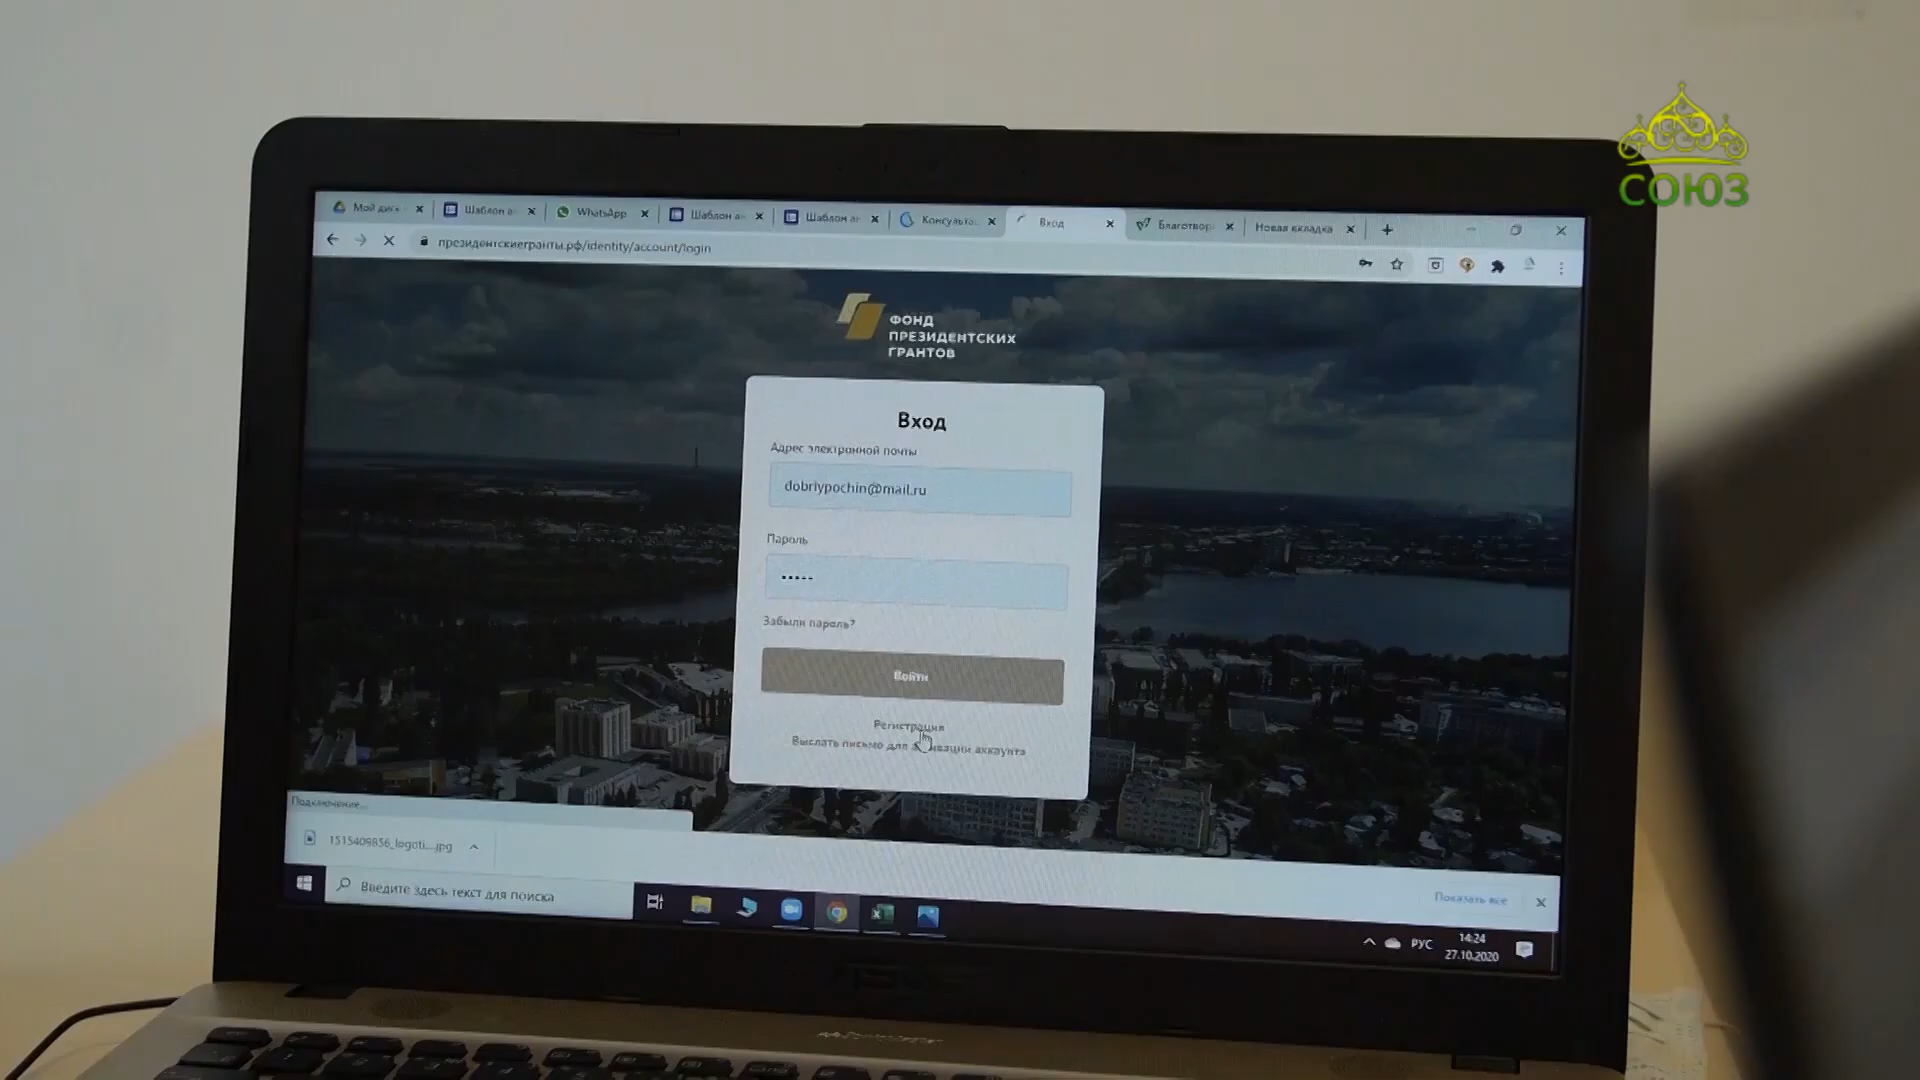 СОЮЗ
Мой диск
Шаблон а
WhatsApp
Шаблон а
Шаблон а
Консульта
Вход
Благотвор
Новая вкладка
президентскиегранты.рф/identity/account/login
ФОНД
ПРЕЗИДЕНТСКИХ
ГРАНТОВ
Вход
Адрес электронной почты
dobriypochin@mail.ru
Пароль
•••••
Забыли пароль?
Войти
Регистрация
Выслать письмо для активации аккаунта
Подключение...
1515409856_logoti....jpg
Показать все
Введите здесь текст для поиска
РУС
14:24
27.10.2020